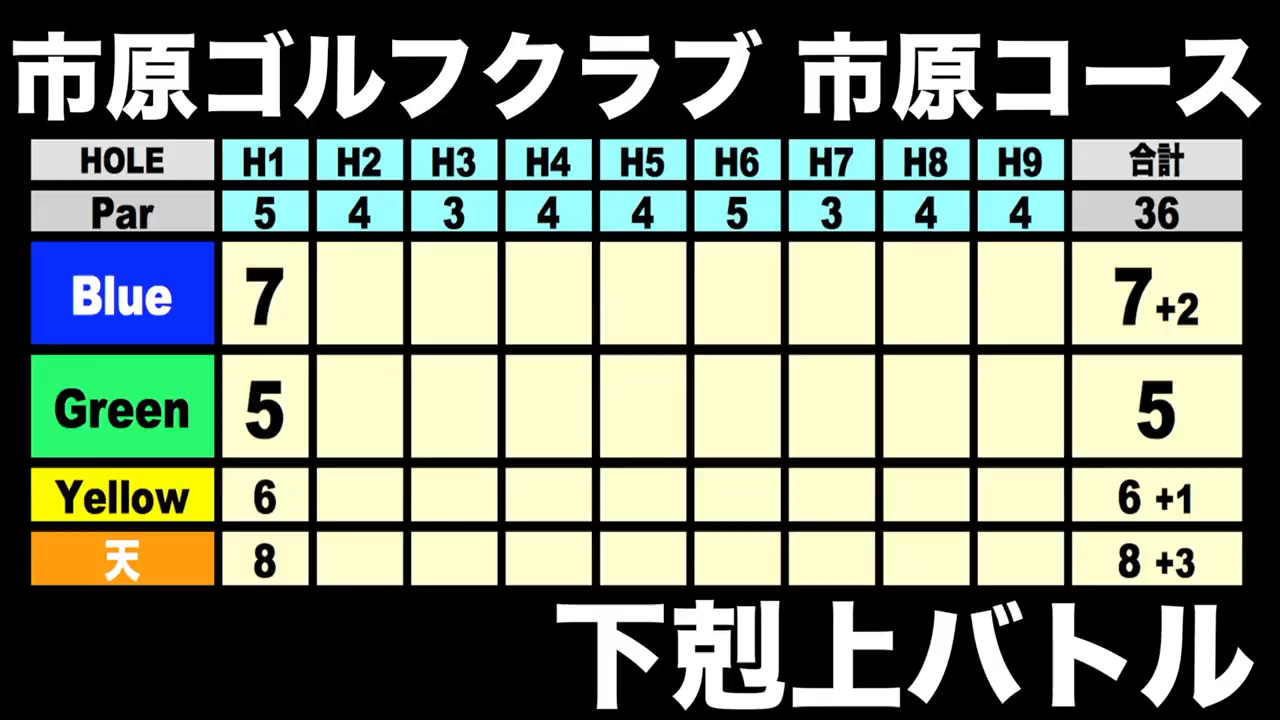 市原ゴルフクラブ 市原コース
HOLE H1 H2 H3 H4 H5 H6 H7 H8 H9 合計
Par 5 4 3 4 4 5 3 4 4 36
Blue 7 7+2
Green 5 5
Yellow 6 6 +1
天 8 8 +3
下剋上バトル